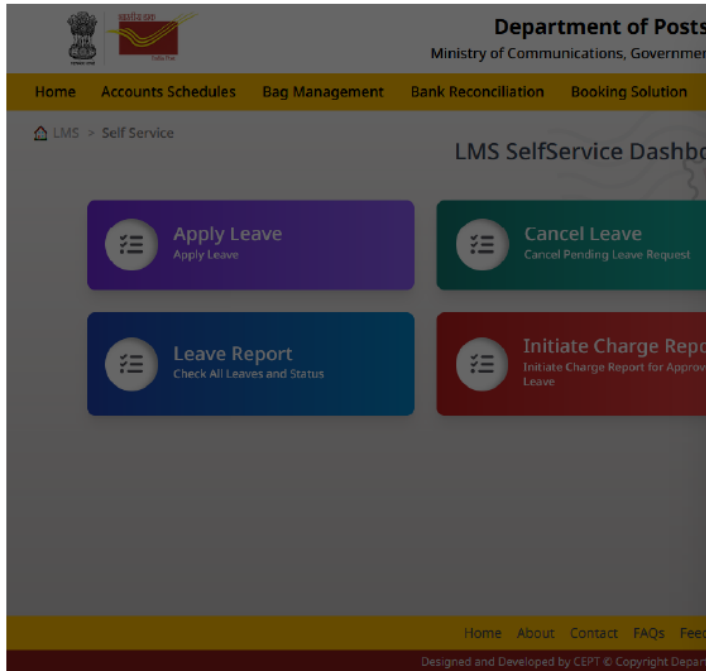 Department of Posts
Ministry of Communications, Governmen
Home Accounts Schedules Bag Management Bank Reconciliation Booking Solution
LMS > Self Service
LMS SelfService Dashbo
Apply Leave
Apply Leave
Cancel Leave
Cancel Pending Leave Request
Leave Report
Check All Leaves and Status
Initiate Charge Repo
Initiate Charge Report for Approv
Leave
Home About Contact FAQs Feed
Designed and Developed by CEPT © Copyright Depar